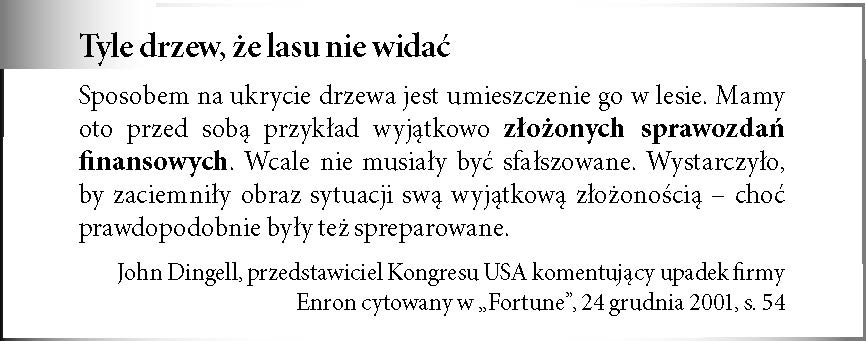 Tyle drzew, że lasu nie widać
Sposobem na ukrycie drzewa jest umieszczenie go w lesie. Mamy
oto przed sobą przykład wyjątkowo złożonych sprawozdań
finansowych. Wcale nie musiały być sfałszowane. Wystarczyło,
by zaciemniły obraz sytuacji swą wyjątkową złożonością – choć
prawdopodobnie były też spreparowane.
John Dingell, przedstawiciel Kongresu USA komentujący upadek firmy
Enron cytowany w „Fortune”, 24 grudnia 2001, s. 54